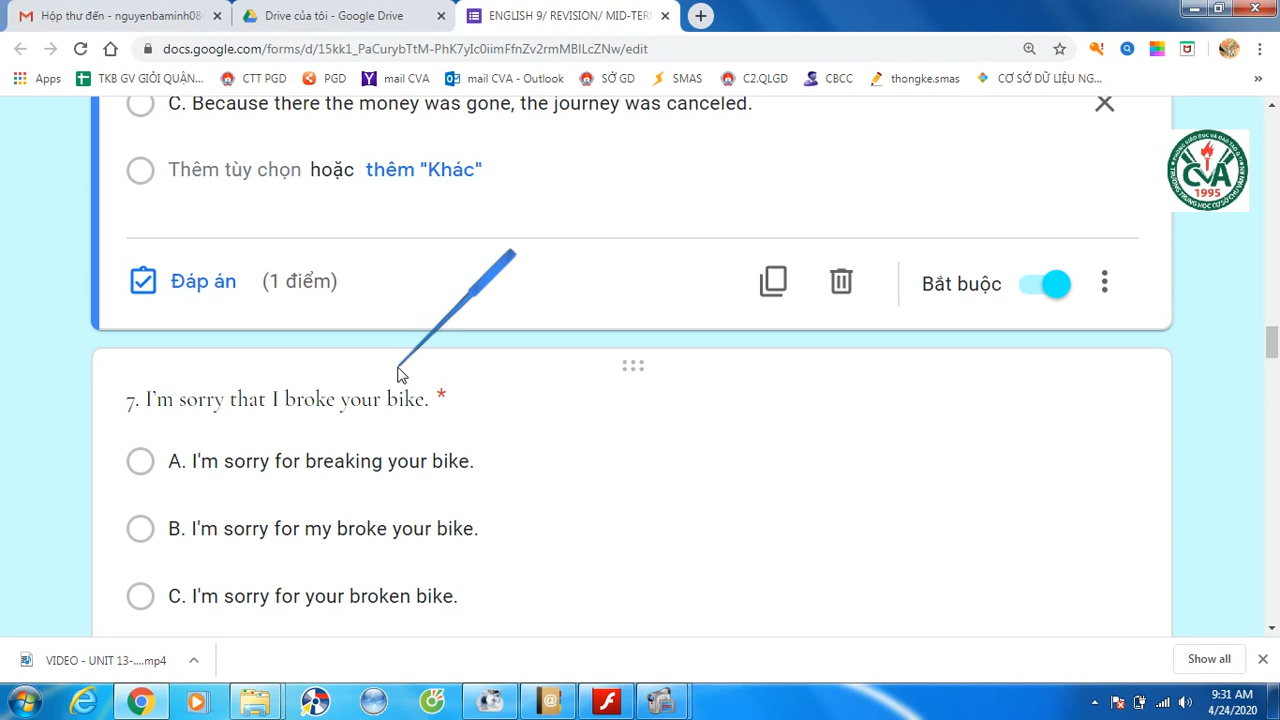 Hộp thư đến - nguyenbaminh08
Drive của tôi - Google Drive
ENGLISH 9/ REVISION/ MID-TER
docs.google.com/forms/d/15kk1_PaCurybTtM-PhK7yIcIiimFfnZv2rmMBILcZNw/edit
Apps
TKB GV GIỎI QUẬN...
CTT PGD
PGD
mail CVA
mail CVA - Outlook
SỞ GD
SMAS
C2.QLGD
CBCC
thongke.smas
CƠ SỞ DỮ LIỆU NG...
»
C. Because there the money was gone, the journey was canceled.
Thêm tùy chọn hoặc thêm "Khác"
CVA
1995
Đáp án (1 điểm)
Bắt buộc
7. I'm sorry that I broke your bike. *
A. I'm sorry for breaking your bike.
B. I'm sorry for my broke your bike.
C. I'm sorry for your broken bike.
VIDEO - UNIT 13-....mp4
Show all
9:31 AM
4/24/2020